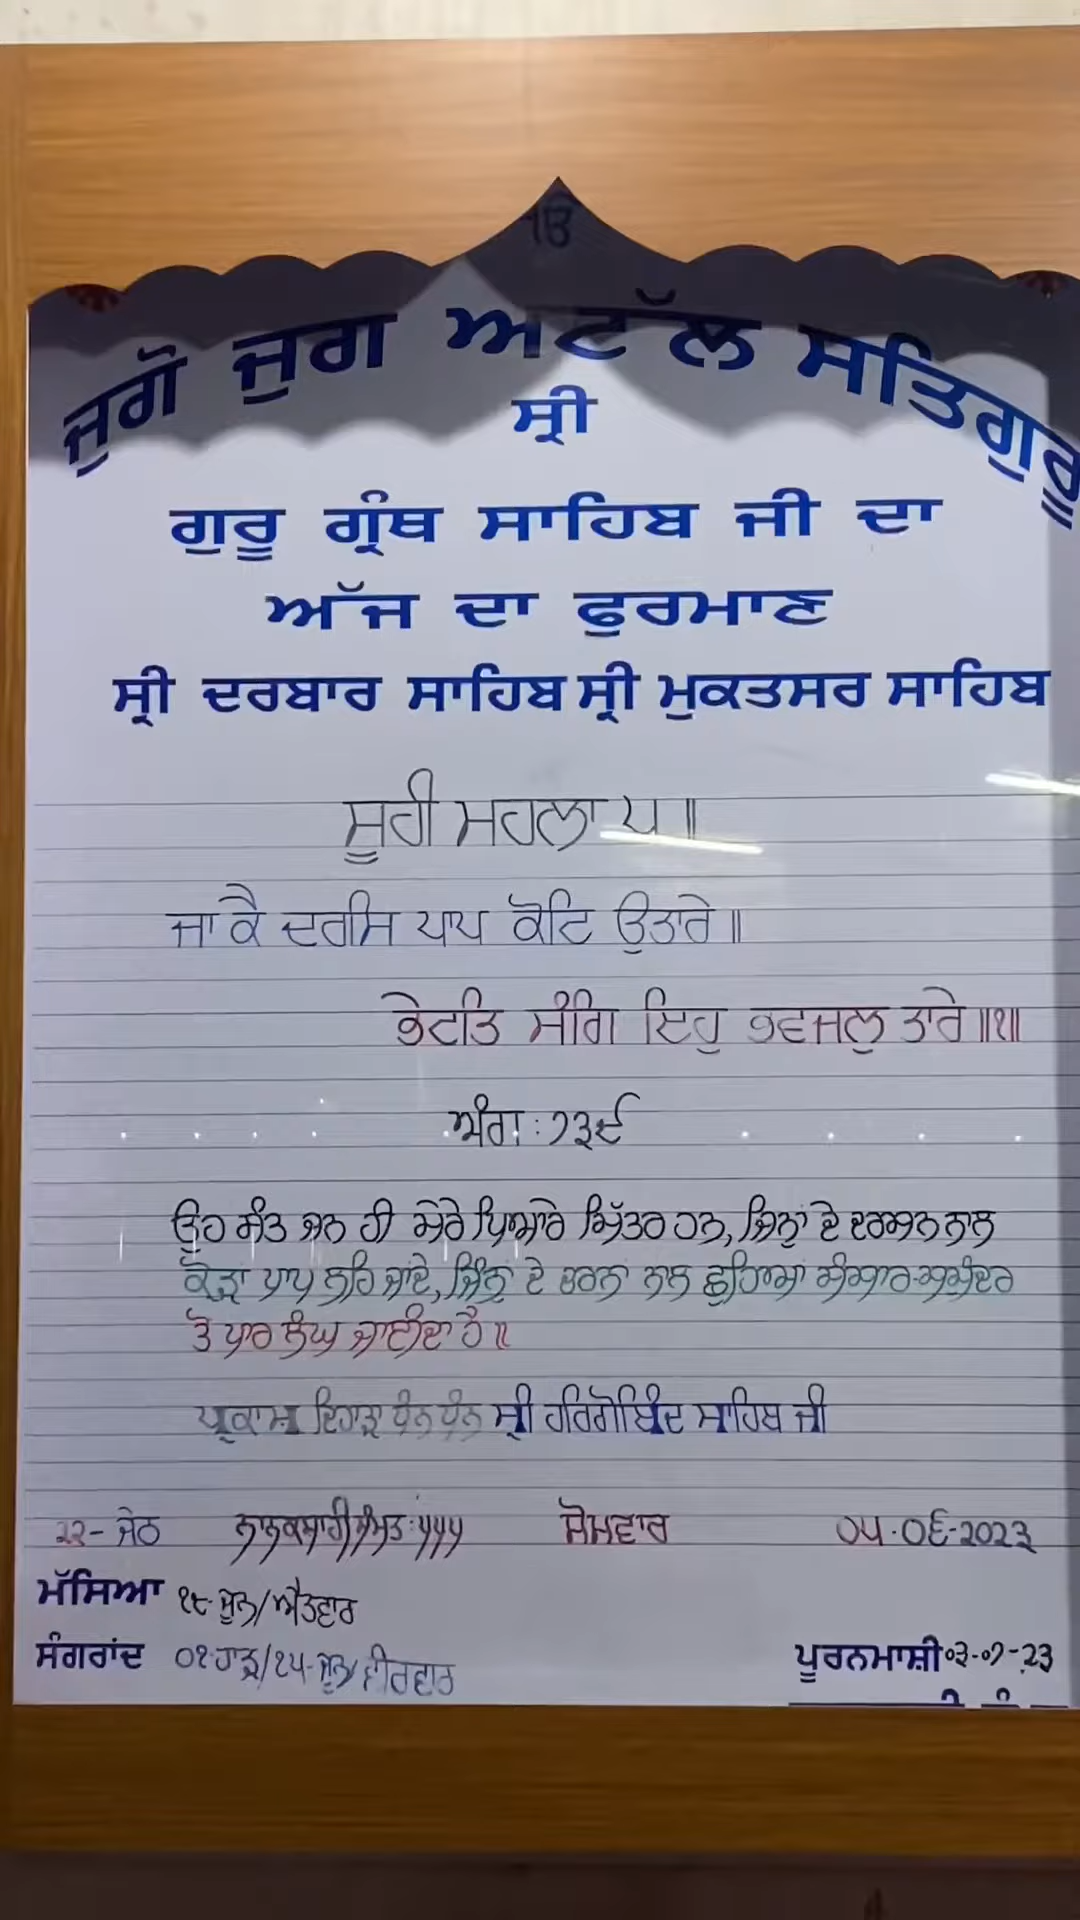 ੴ
ਜੁਗੋ ਜੁਗ ਅਟੱਲ ਸਤਿਗੁਰੂ
ਸ੍ਰੀ
ਗੁਰੂ ਗ੍ਰੰਥ ਸਾਹਿਬ ਜੀ ਦਾ
ਅੱਜ ਦਾ ਫੁਰਮਾਣ
ਸ੍ਰੀ ਦਰਬਾਰ ਸਾਹਿਬ ਸ੍ਰੀ ਮੁਕਤਸਰ ਸਾਹਿਬ
ਸੂਹੀ ਮਹਲਾ ੫ ॥
ਜਾ ਕੈ ਦਰਸਿ ਪਾਪ ਕੋਟਿ ਉਤਾਰੇ ॥
ਭੇਟਤ ਸੰਗਿ ਇਹੁ ਭਵਜਲੁ ਤਾਰੇ ॥੧॥
ਅੰਗ : ੭੩੯
ਉਹ ਸੰਤ ਜਨ ਹੀ ਮੇਰੇ ਪਿਆਰੇ ਮਿੱਤਰ ਹਨ, ਜਿਨ੍ਹਾਂ ਦੇ ਦਰਸ਼ਨ ਨਾਲ
ਕ੍ਰੋੜਾਂ ਪਾਪ ਲਹਿ ਜਾਂਦੇ, ਜਿੰਨ੍ਹਾਂ ਦੇ ਚਰਨਾਂ ਨਾਲ ਛੂਹਿਆਂ ਸੰਸਾਰ-ਸਮੁੰਦਰ
ਤੋਂ ਪਾਰ ਲੰਘ ਜਾਈਦਾ ਹੈ ॥
ਪ੍ਰਕਾਸ਼ ਦਿਹਾੜਾ ਧੰਨ ਧੰਨ ਸ੍ਰੀ ਹਰਿਗੋਬਿੰਦ ਸਾਹਿਬ ਜੀ
੨੨- ਜੇਠ ਨਾਨਕਸਾਹੀ ਸੰਮਤ : ੫੫੫ ਸੋਮਵਾਰ ੦੫-੦੬-੨੦੨੩
ਮੱਸਿਆ ੧੮-ਜੂਨ/ਐਤਵਾਰ
ਸੰਗਰਾਂਦ ੦੧-ਹਾੜ/੧੫-ਜੂਨ/ਵੀਰਵਾਰ ਪੂਰਨਮਾਸ਼ੀ ੦੩-੦੭-੨੩